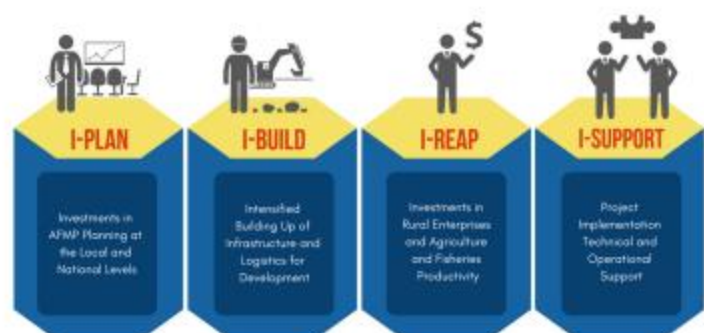 I-PLAN
Investments in
AFMP Planning at
the Local and
National Levels
I-BUILD
Intensified
Building Up of
Infrastructure and
Logistics for
Development
$
I-REAP
Investments in
Rural Enterprises
and Agriculture
and Fisheries
Productivity
I-SUPPORT
Project
Implementation
Technical and
Operational
Support